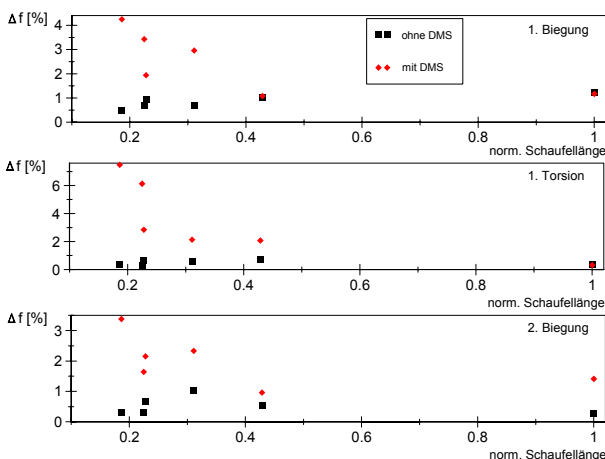 Δf [%]
ohne DMS
mit DMS
1. Biegung
4
3
2
1
0
0.2 0.4 0.6 0.8 1
norm. Schaufellänge
Δf [%]
1. Torsion
6
4
2
0
0.2 0.4 0.6 0.8 1
norm. Schaufellänge
Δf [%]
2. Biegung
3
2
1
0
0.2 0.4 0.6 0.8 1
norm. Schaufellänge